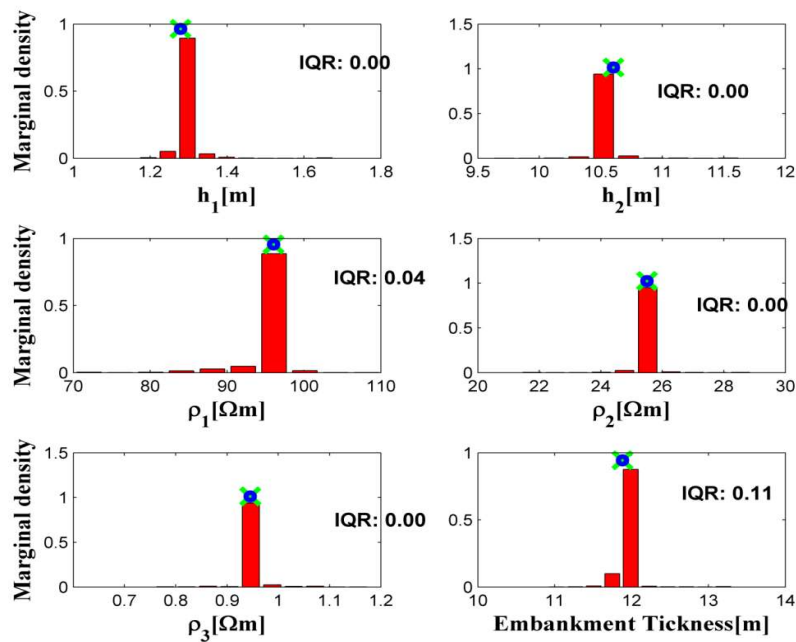 Marginal density
1
0.5
0
IQR: 0.00
1 1.2 1.4 1.6 1.8
h1[m]
1.5
1
0.5
0
IQR: 0.00
9.5 10 10.5 11 11.5 12
h2[m]
Marginal density
1
0.5
0
IQR: 0.04
70 80 90 100 110
ρ1[Ωm]
1.5
1
0.5
0
IQR: 0.00
20 22 24 26 28 30
ρ2[Ωm]
Marginal density
1.5
1
0.5
0
IQR: 0.00
0.7 0.8 0.9 1 1.1 1.2
ρ3[Ωm]
1
0.5
0
IQR: 0.11
10 11 12 13 14
Embankment Tickness[m]